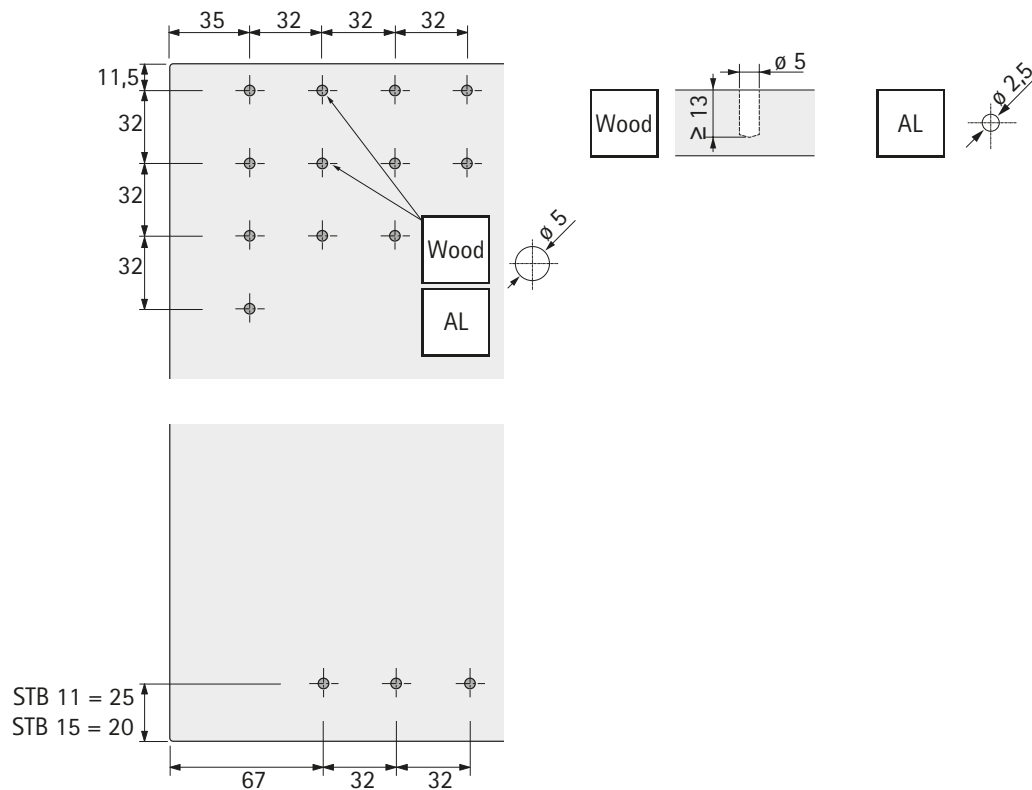 35 32 32 32
11,5
32
32
32
Wood
AL
ø 5
Wood
≥ 13
ø 5
AL
ø 2,5
STB 11 = 25
STB 15 = 20
67 32 32